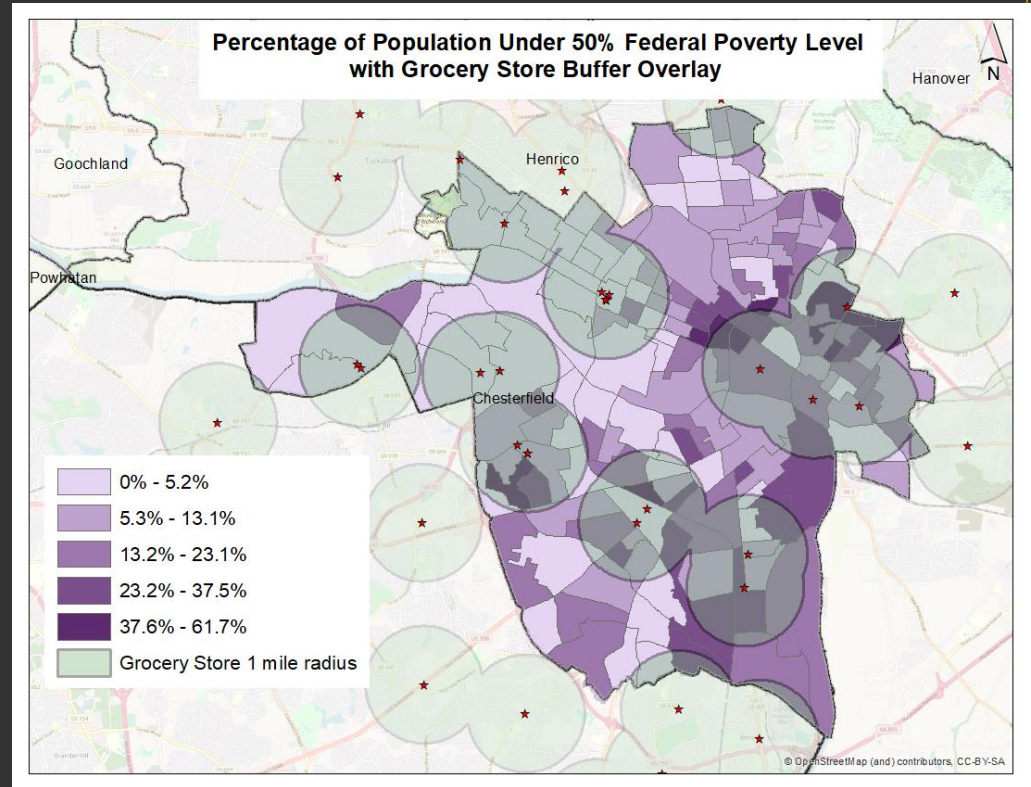 Percentage of Population Under 50% Federal Poverty Level
with Grocery Store Buffer Overlay
Hanover
N
Goochland
Henrico
Powhatan
Chesterfield
0% - 5.2%
5.3% - 13.1%
13.2% - 23.1%
23.2% - 37.5%
37.6% - 61.7%
Grocery Store 1 mile radius
© OpenStreetMap (and) contributors, CC-BY-SA